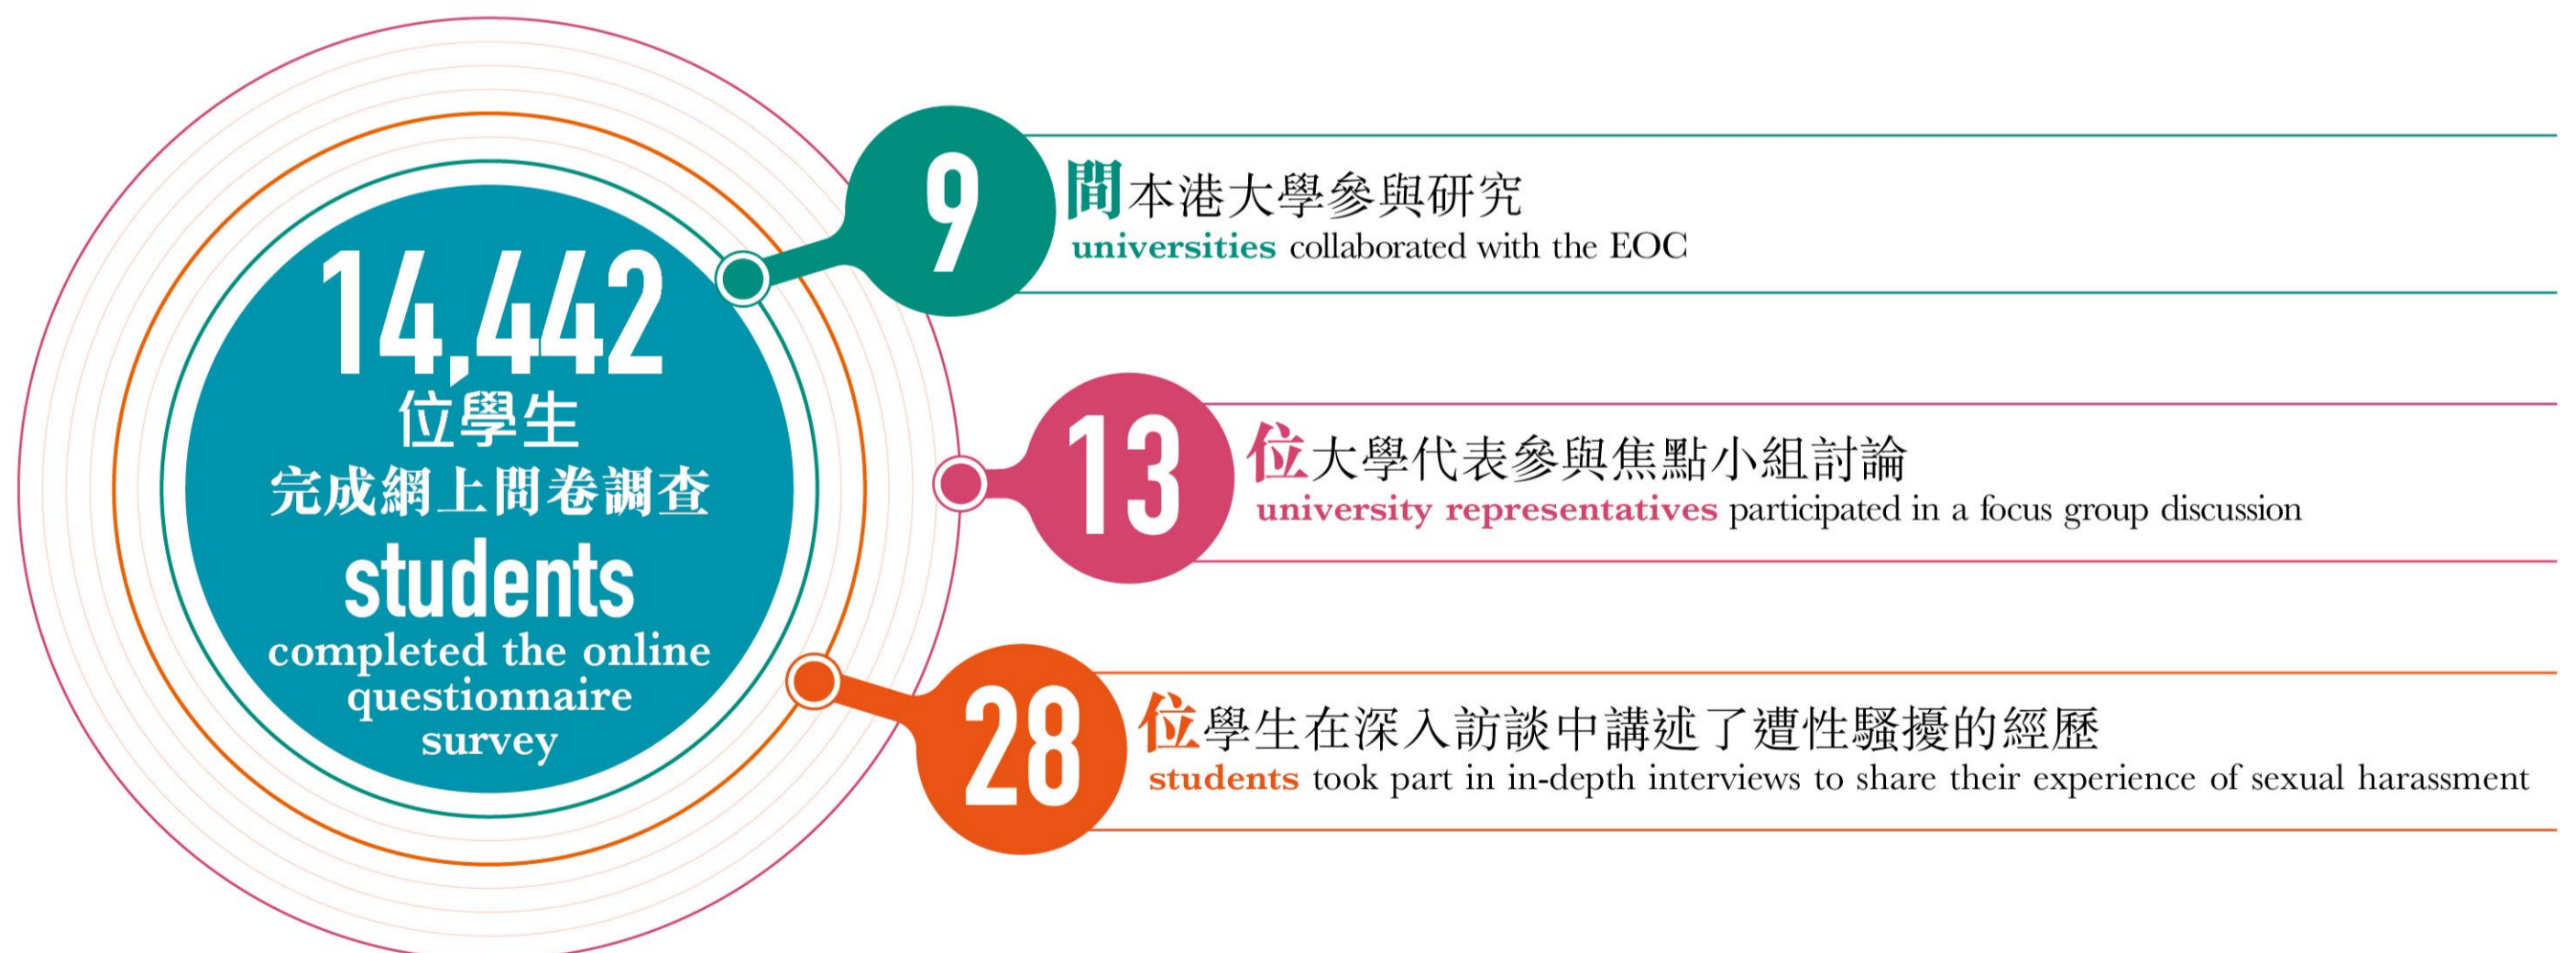 14,442
位學生
完成網上問卷調查
students
completed the online
questionnaire
survey
9
間本港大學參與研究
universities collaborated with the EOC
13
位大學代表參與焦點小組討論
university representatives participated in a focus group discussion
28
位學生在深入訪談中講述了遭性騷擾的經歷
students took part in in-depth interviews to share their experience of sexual harassment